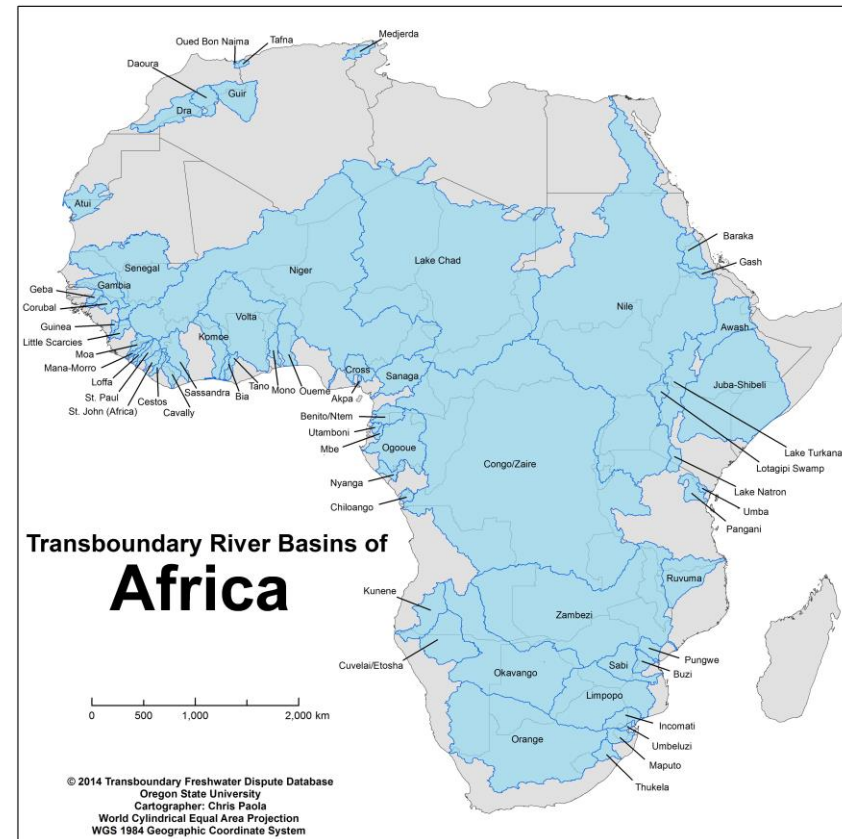 Oued Bon Naima
Tafna
Medjerda
Daoura
Guir
Dra
Atui
Senegal
Niger
Lake Chad
Nile
Baraka
Gash
Geba
Gambia
Corubal
Guinea
Little Scarcies
Moa
Mana-Morro
Loffa
St. Paul
St. John (Africa)
Cestos
Cavally
Sassandra
Komoe
Volta
Bia
Tano
Mono
Oueme
Cross
Akpa
Sanaga
Awash
Juba-Shibeli
Benito/Ntem
Utamboni
Mbe
Ogooue
Nyanga
Chiloango
Congo/Zaire
Lake Turkana
Lotagipi Swamp
Lake Natron
Umba
Pangani
Transboundary River Basins of
Africa
Kunene
Cuvelai/Etosha
Zambezi
Ruvuma
Okavango
Sabi
Pungwe
Buzi
Limpopo
Incomati
Umbeluzi
Maputo
Orange
Thukela
0 500 1,000 2,000 km
© 2014 Transboundary Freshwater Dispute Database
Oregon State University
Cartographer: Chris Paola
World Cylindrical Equal Area Projection
WGS 1984 Geographic Coordinate System